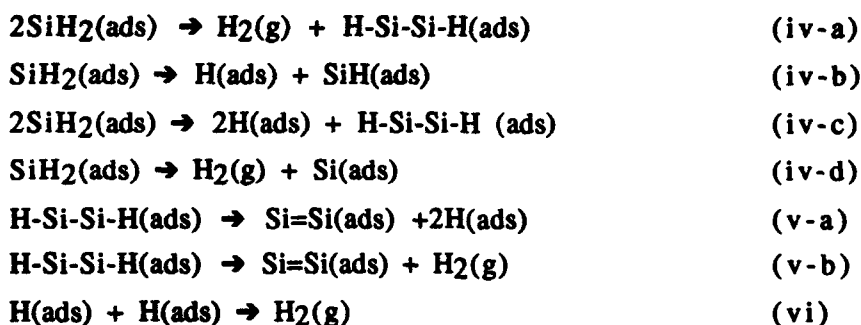 2SiH2(ads) → H2(g) + H-Si-Si-H(ads) (iv-a)
SiH2(ads) → H(ads) + SiH(ads) (iv-b)
2SiH2(ads) → 2H(ads) + H-Si-Si-H (ads) (iv-c)
SiH2(ads) → H2(g) + Si(ads) (iv-d)
H-Si-Si-H(ads) → Si=Si(ads) +2H(ads) (v-a)
H-Si-Si-H(ads) → Si=Si(ads) + H2(g) (v-b)
H(ads) + H(ads) → H2(g) (vi)